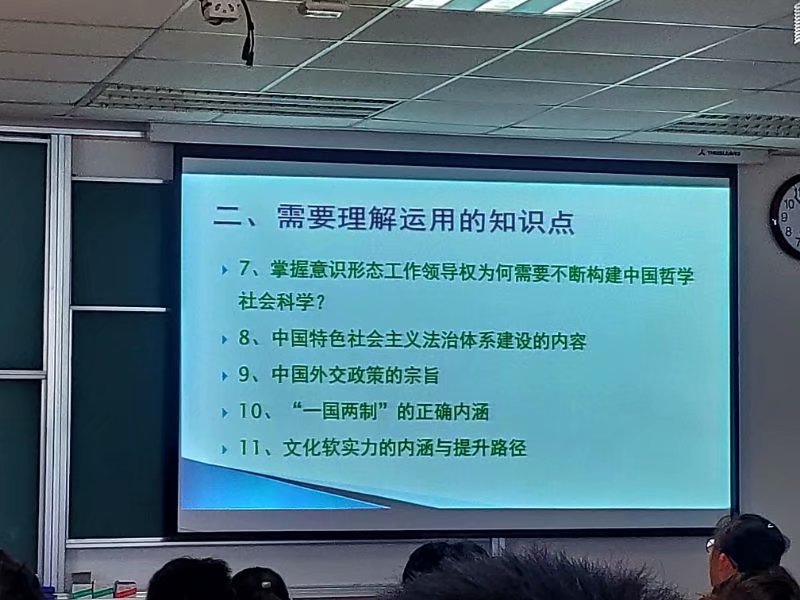 二、需要理解运用的知识点
7、掌握意识形态工作领导权为何需要不断构建中国哲学
社会科学？
8、中国特色社会主义法治体系建设的内容
9、中国外交政策的宗旨
10、“一国两制”的正确内涵
11、文化软实力的内涵与提升路径
10
9
8
7